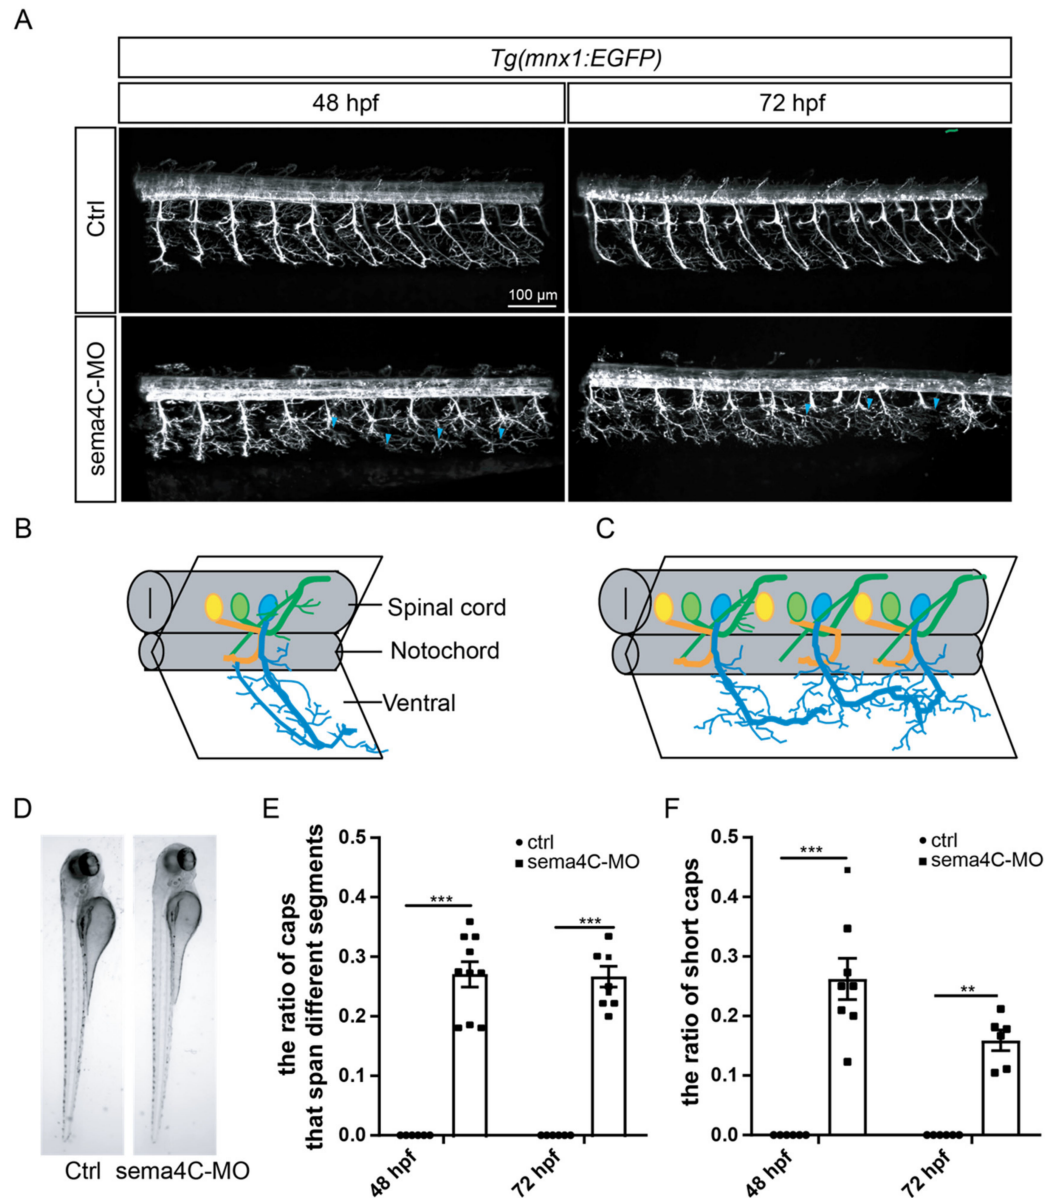 A
Tg(mnx1:EGFP)
48 hpf
72 hpf
Ctrl
100 µm
sema4C-MO
B
Spinal cord
Notochord
Ventral
C
D
Ctrl
sema4C-MO
E
the ratio of caps
that span different segments
0.5
0.4
0.3
0.2
0.1
0.0
ctrl
sema4C-MO
***
***
48 hpf
72 hpf
F
the ratio of short caps
0.5
0.4
0.3
0.2
0.1
0.0
ctrl
sema4C-MO
***
**
48 hpf
72 hpf